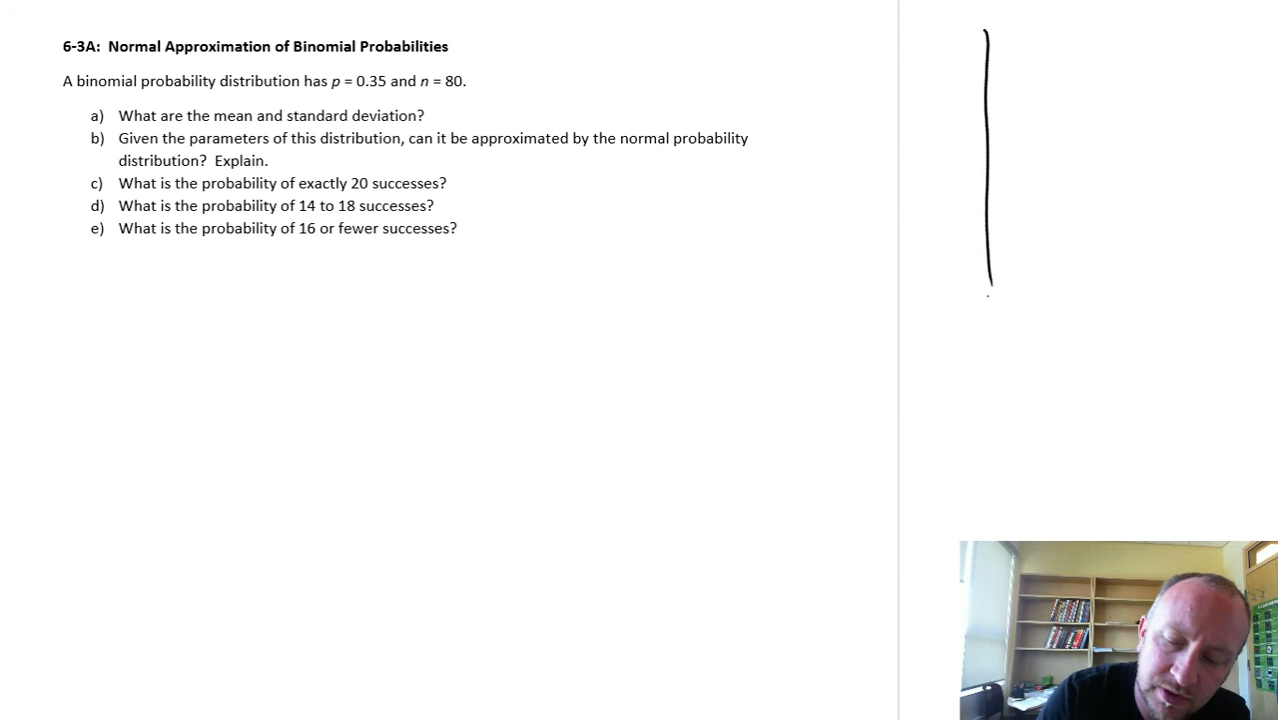 6-3A: Normal Approximation of Binomial Probabilities
A binomial probability distribution has p = 0.35 and n = 80.
a) What are the mean and standard deviation?
b) Given the parameters of this distribution, can it be approximated by the normal probability
distribution? Explain.
c) What is the probability of exactly 20 successes?
d) What is the probability of 14 to 18 successes?
e) What is the probability of 16 or fewer successes?